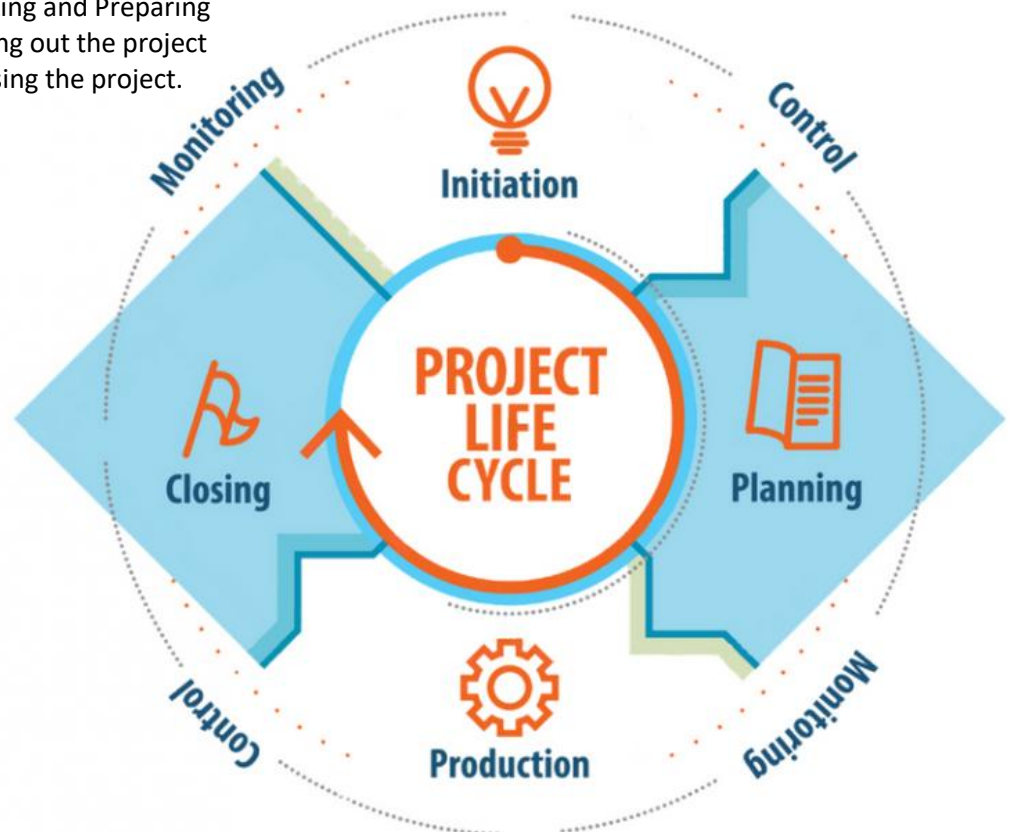 ing and Preparing
ng out the project
sing the project.
Monitoring
Control
Initiation
PROJECT
LIFE
CYCLE
Closing
Planning
Control
Monitoring
Production